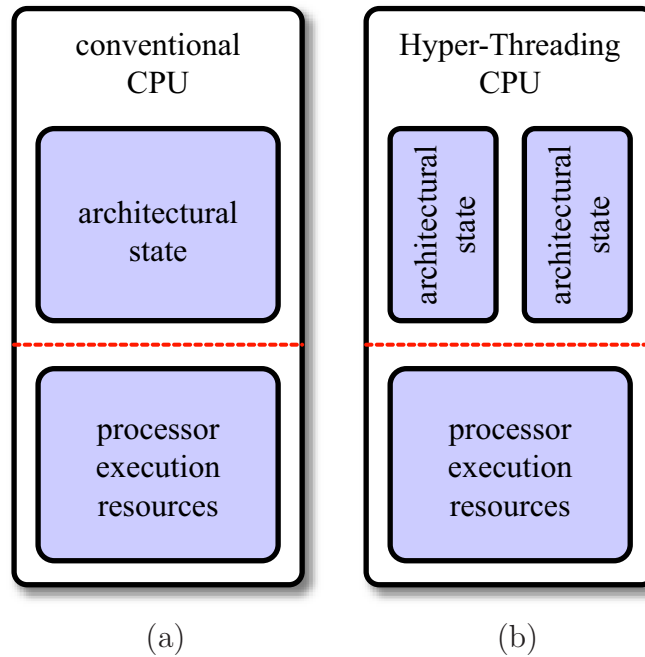 conventional
CPU
architectural
state
processor
execution
resources
(a)
Hyper-Threading
CPU
architectural
state
architectural
state
processor
execution
resources
(b)